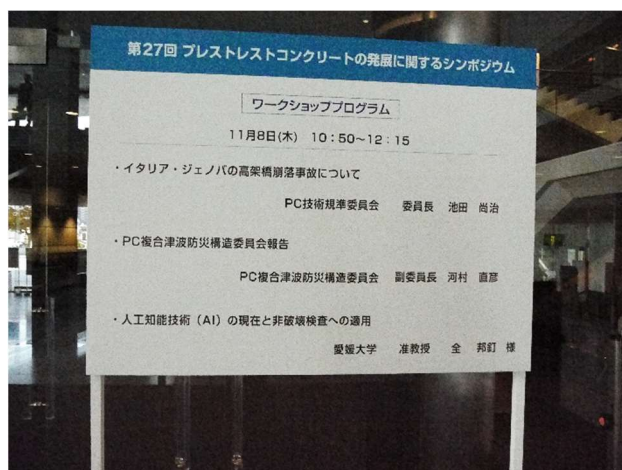 第27回 プレストレストコンクリートの発展に関するシンポジウム
ワークショッププログラム
11月8日(木) 10:50～12:15
・イタリア・ジェノバの高架橋崩落事故について
PC技術規準委員会 委員長 池田 尚治
・PC複合津波防災構造委員会報告
PC複合津波防災構造委員会 副委員長 河村 直彦
・人工知能技術（AI）の現在と非破壊検査への適用
愛媛大学 准教授 全 邦釘 様